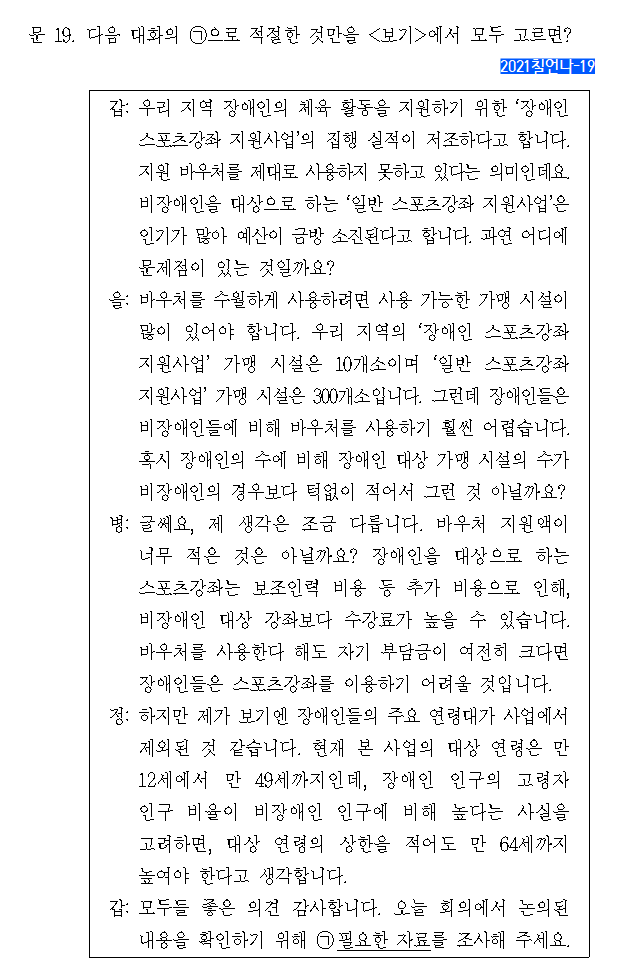 문 19. 다음 대화의 ㉠으로 적절한 것만을 <보기>에서 모두 고르면?
2021칠언나-19
갑: 우리 지역 장애인의 체육 활동을 지원하기 위한 ‘장애인
스포츠강좌 지원사업’의 집행 실적이 저조하다고 합니다.
지원 바우처를 제대로 사용하지 못하고 있다는 의미인데요.
비장애인을 대상으로 하는 ‘일반 스포츠강좌 지원사업’은
인기가 많아 예산이 금방 소진된다고 합니다. 과연 어디에
문제점이 있는 것일까요?
을: 바우처를 수월하게 사용하려면 사용 가능한 가맹 시설이
많이 있어야 합니다. 우리 지역의 ‘장애인 스포츠강좌
지원사업’ 가맹 시설은 10개소이며 ‘일반 스포츠강좌
지원사업’ 가맹 시설은 300개소입니다. 그런데 장애인들은
비장애인들에 비해 바우처를 사용하기 훨씬 어렵습니다.
혹시 장애인의 수에 비해 장애인 대상 가맹 시설의 수가
비장애인의 경우보다 턱없이 적어서 그런 것 아닐까요?
병: 글쎄요, 제 생각은 조금 다릅니다. 바우처 지원액이
너무 적은 것은 아닐까요? 장애인을 대상으로 하는
스포츠강좌는 보조인력 비용 등 추가 비용으로 인해,
비장애인 대상 강좌보다 수강료가 높을 수 있습니다.
바우처를 사용한다 해도 자기 부담금이 여전히 크다면
장애인들은 스포츠강좌를 이용하기 어려울 것입니다.
정: 하지만 제가 보기엔 장애인들의 주요 연령대가 사업에서
제외된 것 같습니다. 현재 본 사업의 대상 연령은 만
12세에서 만 49세까지인데, 장애인 인구의 고령자
인구 비율이 비장애인 인구에 비해 높다는 사실을
고려하면, 대상 연령의 상한을 적어도 만 64세까지
높여야 한다고 생각합니다.
갑: 모두들 좋은 의견 감사합니다. 오늘 회의에서 논의된
내용을 확인하기 위해 ㉠필요한 자료를 조사해 주세요.